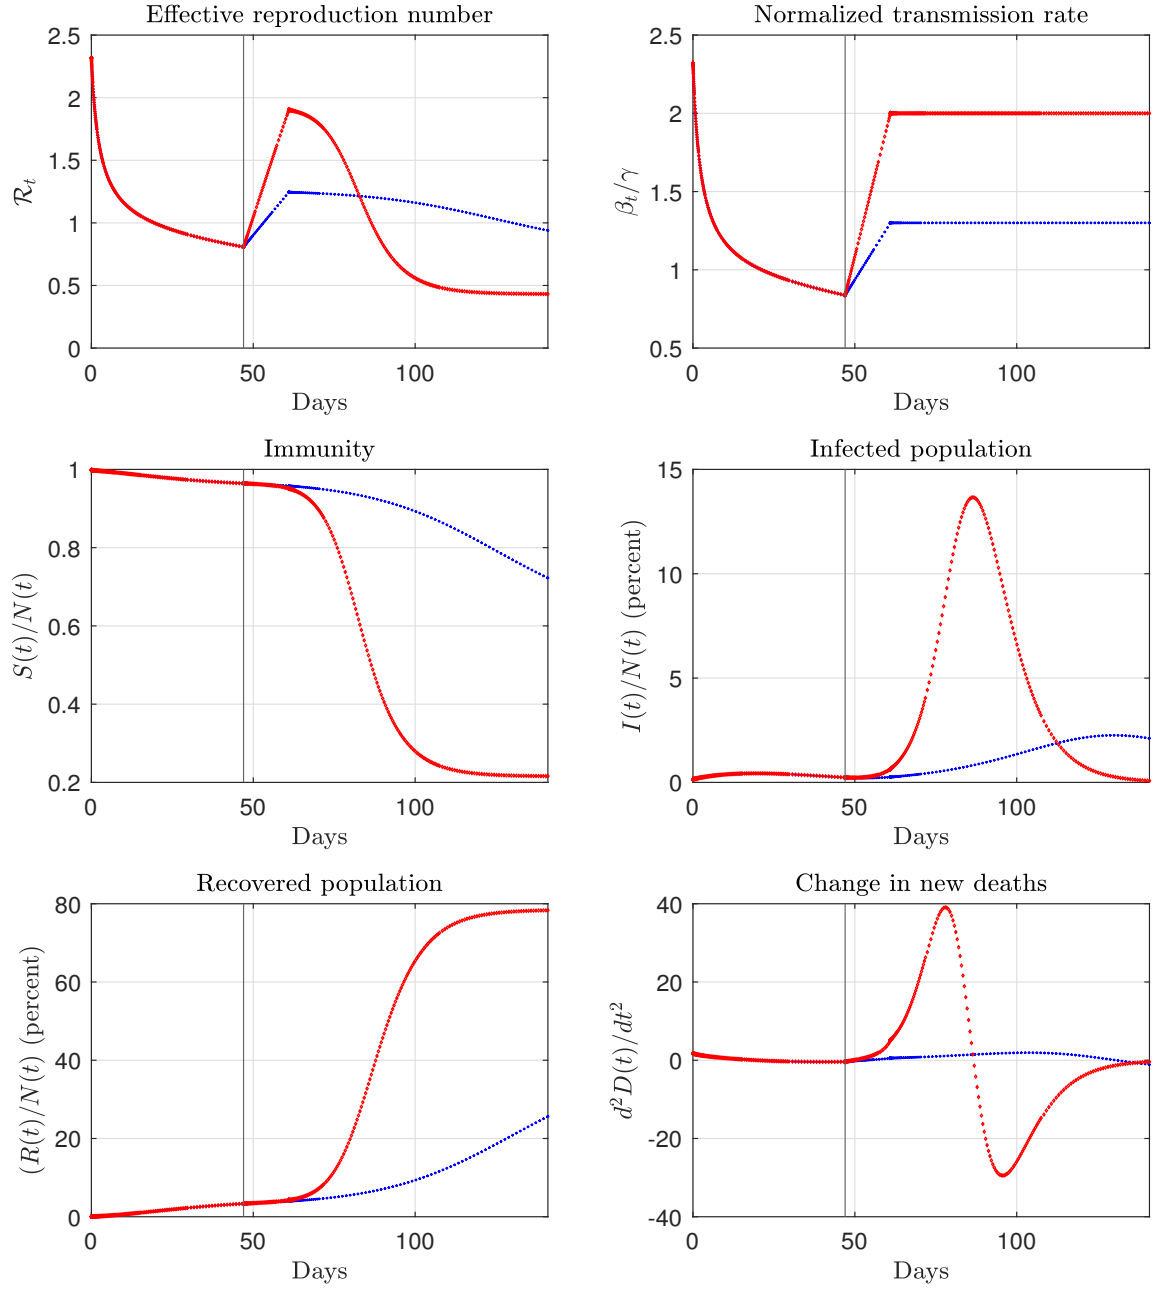 Effective reproduction number
2.5
2
1.5
1
0.5
0
ℛt
0 50 100
Days
Normalized transmission rate
2.5
2
1.5
1
0.5
βt/γ
0 50 100
Days
Immunity
1
0.8
0.6
0.4
0.2
S(t)/N(t)
0 50 100
Days
Infected population
15
10
5
0
I(t)/N(t) (percent)
0 50 100
Days
Recovered population
80
60
40
20
0
(R(t)/N(t) (percent)
0 50 100
Days
Change in new deaths
40
20
0
-20
-40
d²D(t)/dt²
0 50 100
Days